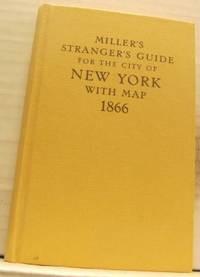 MILLER'S
STRANGER'S GUIDE
FOR THE CITY OF
NEW YORK
WITH MAP
1866